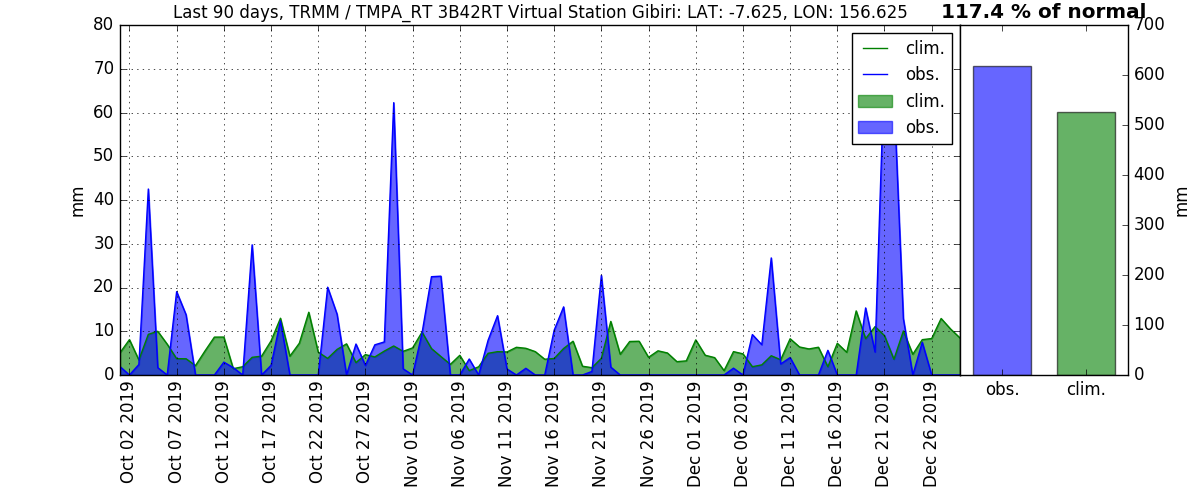 Last 90 days, TRMM / TMPA_RT 3B42RT Virtual Station Gibiri: LAT: -7.625, LON: 156.625
117.4 % of normal
80
70
60
50
40
30
20
10
0
mm
clim.
obs.
clim.
obs.
700
600
500
400
300
200
100
0
mm
obs.
clim.
Oct 02 2019
Oct 07 2019
Oct 12 2019
Oct 17 2019
Oct 22 2019
Oct 27 2019
Nov 01 2019
Nov 06 2019
Nov 11 2019
Nov 16 2019
Nov 21 2019
Nov 26 2019
Dec 01 2019
Dec 06 2019
Dec 11 2019
Dec 16 2019
Dec 21 2019
Dec 26 2019